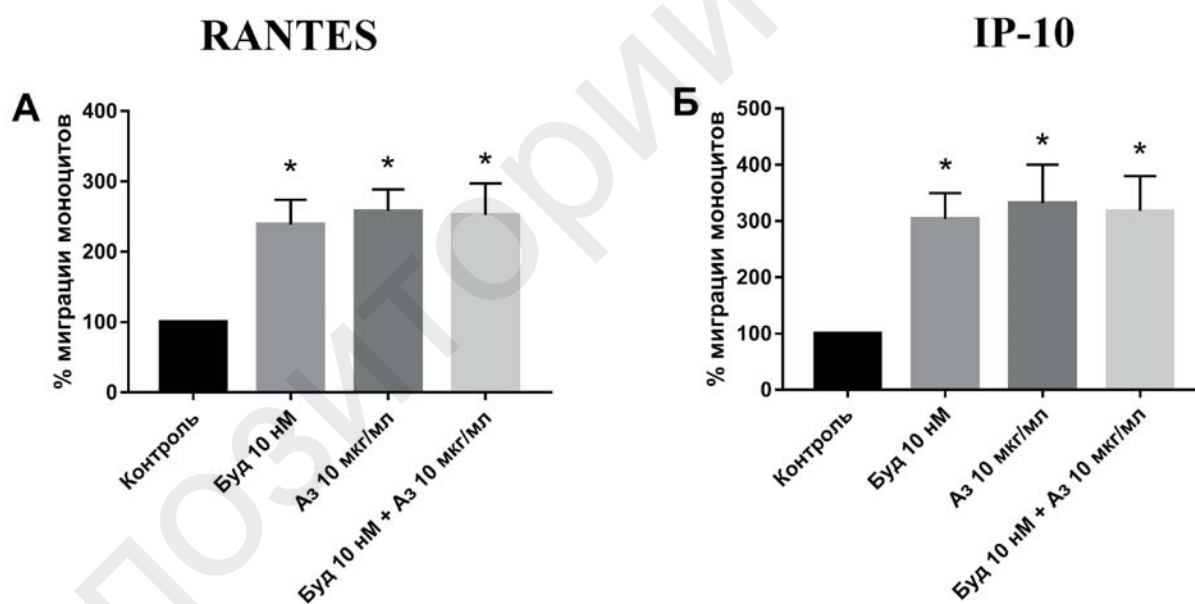 RANTES
А
% миграции моноцитов
400
300
200
100
0
*
*
*
Контроль
Буд 10 нМ
Аз 10 мкг/мл
Буд 10 нМ + Аз 10 мкг/мл
IP-10
Б
% миграции моноцитов
500
400
300
200
100
0
*
*
*
Контроль
Буд 10 нМ
Аз 10 мкг/мл
Буд 10 нМ + Аз 10 мкг/мл
позитории